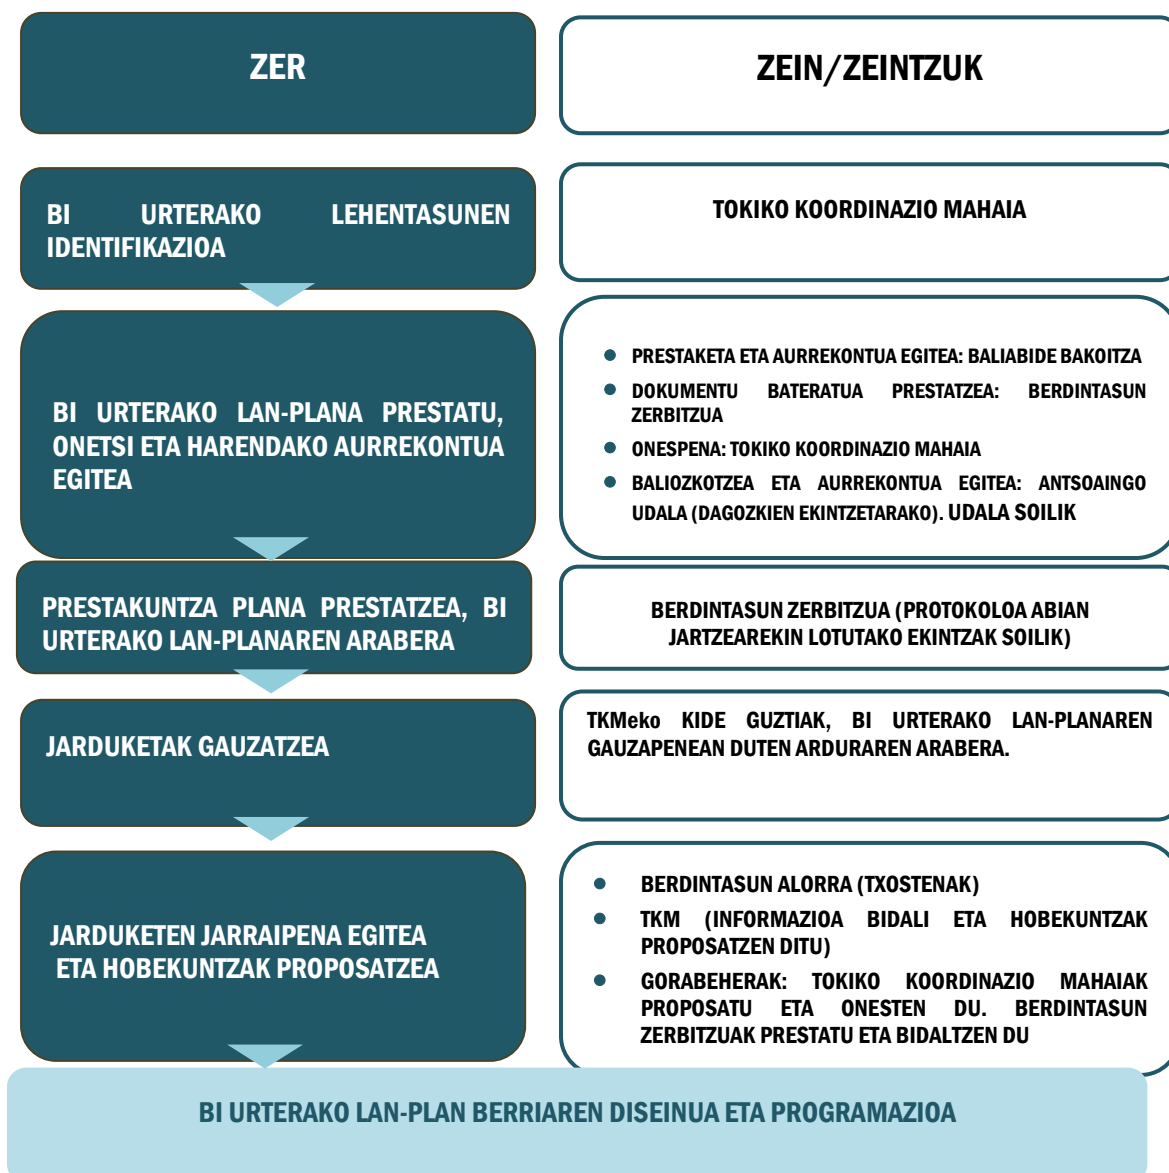 ZER
ZEIN/ZEINTZUK
BI URTERAKO LEHENTASUNEN
IDENTIFIKAZIOA
TOKIKO KOORDINAZIO MAHAIA
BI URTERAKO LAN-PLANA PRESTATU,
ONETSI ETA HARENDAKO AURREKONTUA
EGITEA
PRESTAKETA ETA AURREKONTUA EGITEA: BALIABIDE BAKOITZA
DOKUMENTU BATERATUA PRESTATZEA: BERDINTASUN
ZERBITZUA
ONESPENA: TOKIKO KOORDINAZIO MAHAIA
BALIOZKOTZEA ETA AURREKONTUA EGITEA: ANTSOAINGO
UDALA (DAGOZKIEN EKINTZETARAKO). UDALA SOILIK
PRESTAKUNTZA PLANA PRESTATZEA, BI
URTERAKO LAN-PLANAREN ARABERA
BERDINTASUN ZERBITZUA (PROTOKOLOA ABIAN
JARTZEAREKIN LOTUTAKO EKINTZAK SOILIK)
JARDUKETAK GAUZATZEA
TKMeko KIDE GUZTIAK, BI URTERAKO LAN-PLANAREN
GAUZAPENEAN DUTEN ARDURAREN ARABERA.
JARDUKETEN JARRAIPENA EGITEA
ETA HOBEKUNTZAK PROPOSATZEA
BERDINTASUN ALORRA (TXOSTENAK)
TKM (INFORMAZIOA BIDALI ETA HOBEKUNTZAK
PROPOSATZEN DITU)
GORABEHERAK: TOKIKO KOORDINAZIO MAHAIAK
PROPOSATU ETA ONESTEN DU. BERDINTASUN
ZERBITZUAK PRESTATU ETA BIDALTZEN DU
BI URTERAKO LAN-PLAN BERRIAREN DISEINUA ETA PROGRAMAZIOA